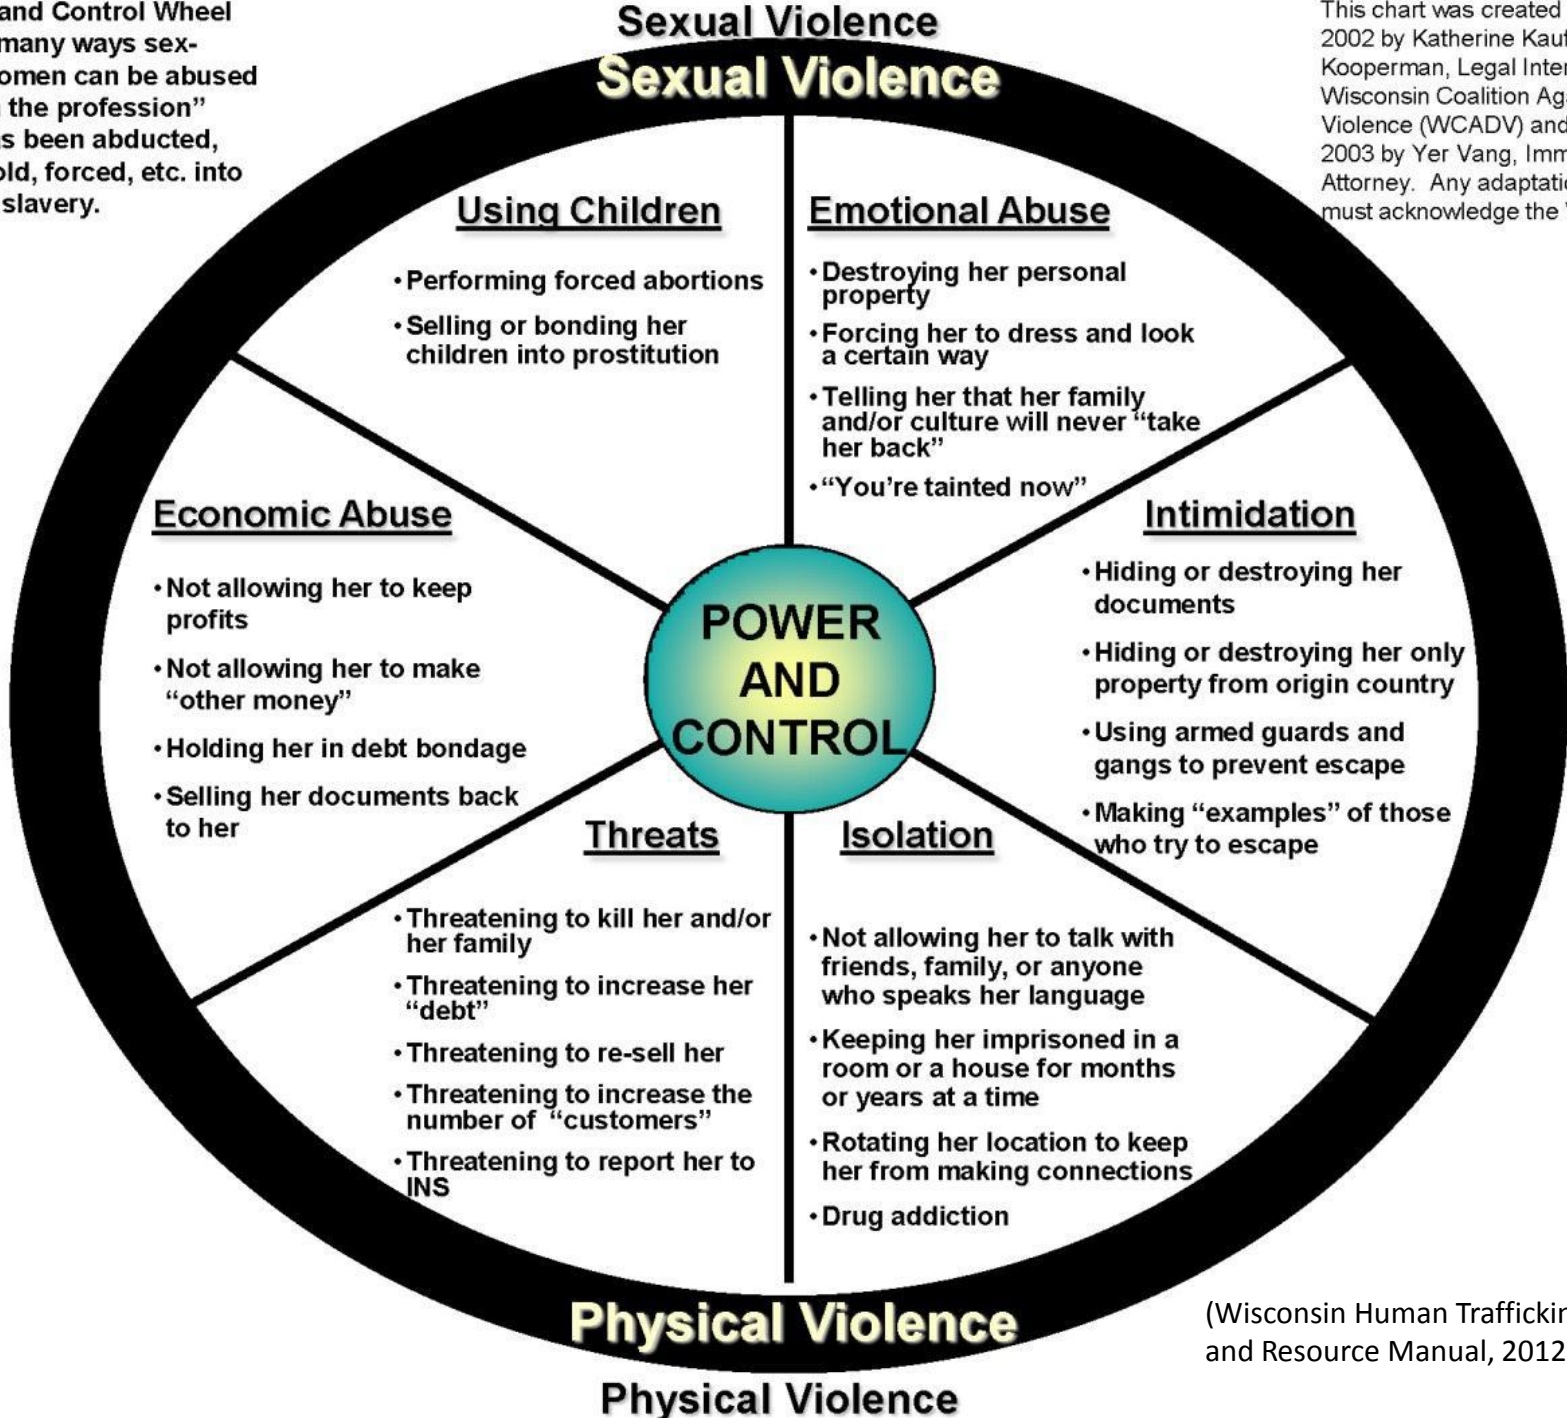 and Control Wheel
many ways sex-
omen can be abused
the profession”
s been abducted,
old, forced, etc. into
slavery.
Sexual Violence
Sexual Violence
This chart was created
2002 by Katherine
Kooperman, Legal
Wisconsin Coalition
Violence (WCADV) and
2003 by Yer Vang,
Attorney. Any
must acknowledge the
Using Children
•Performing forced abortions
•Selling or bonding her
children into prostitution
Emotional Abuse
•Destroying her personal
property
•Forcing her to dress and look
a certain way
•Telling her that her family
and/or culture will never “take
her back”
•“You’re tainted now”
Economic Abuse
•Not allowing her to keep
profits
•Not allowing her to make
“other money”
•Holding her in debt bondage
•Selling her documents back
to her
POWER
AND
CONTROL
Intimidation
•Hiding or destroying her
documents
•Hiding or destroying her only
property from origin country
•Using armed guards and
gangs to prevent escape
•Making “examples” of those
who try to escape
Threats
•Threatening to kill her and/or
her family
•Threatening to increase her
“debt”
•Threatening to re-sell her
•Threatening to increase the
number of “customers”
•Threatening to report her to
INS
Isolation
•Not allowing her to talk with
friends, family, or anyone
who speaks her language
•Keeping her imprisoned in a
room or a house for months
or years at a time
•Rotating her location to keep
her from making connections
•Drug addiction
Physical Violence
Physical Violence
(Wisconsin Human
and Resource Manual, 2012